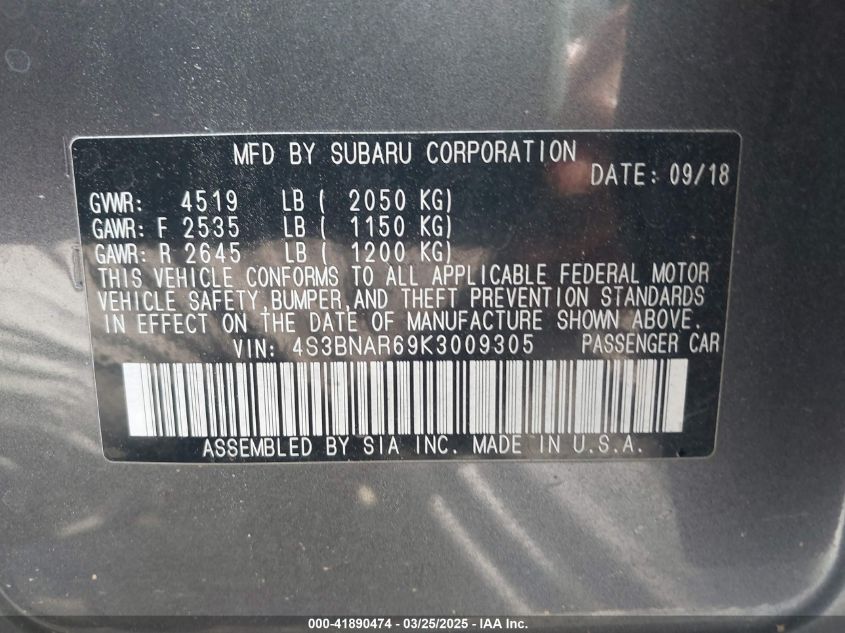 MFD BY SUBARU CORPORATION
DATE: 09/18
GVWR: 4519 LB ( 2050 KG)
GAWR: F 2535 LB ( 1150 KG)
GAWR: R 2645 LB ( 1200 KG)
THIS VEHICLE CONFORMS TO ALL APPLICABLE FEDERAL MOTOR
VEHICLE SAFETY,BUMPER,AND THEFT PREVENTION STANDARDS
IN EFFECT ON THE DATE OF MANUFACTURE SHOWN ABOVE.
VIN: 4S3BNAR69K3009305 PASSENGER CAR
ASSEMBLED BY SIA INC. MADE IN U.S.A.
000-41890474 — 03/25/2025 — IAA Inc.